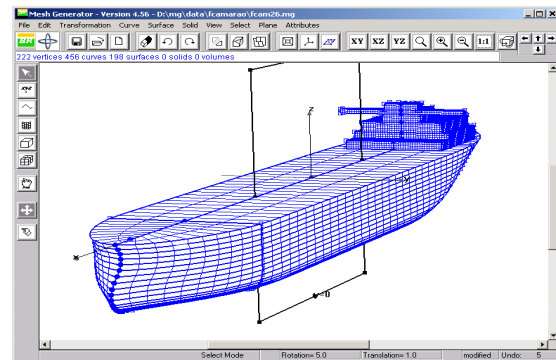 Mesh Generator - Version 4.56 - D:\mg\data\fcamarao\fcam26.mg
File Edit Transformation Curve Surface Solid View Select Plane Attributes
XY XZ YZ 1:1
222 vertices 456 curves 198 surfaces 0 solids 0 volumes
Z
=0
Select Mode Rotation= 5.0 Translation= 1.0 modified Undo: 5